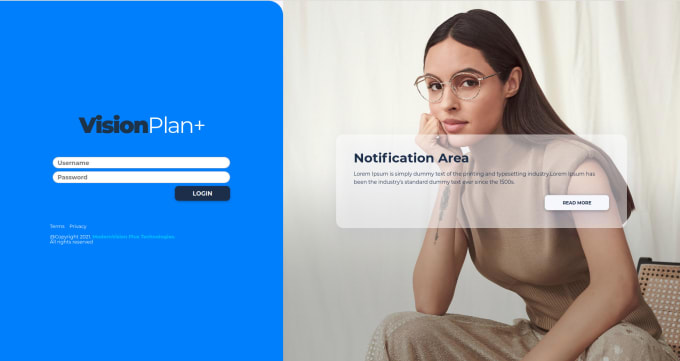 VisionPlan+
Username
Password
LOGIN
Terms Privacy
@Copyright 2021
All rights reserved
Notification Area
Lorem Ipsum is simply dummy text of the printing and typesetting industry.Lorem Ipsum has
been the industry's standard dummy text ever since the 1500s.
READ MORE